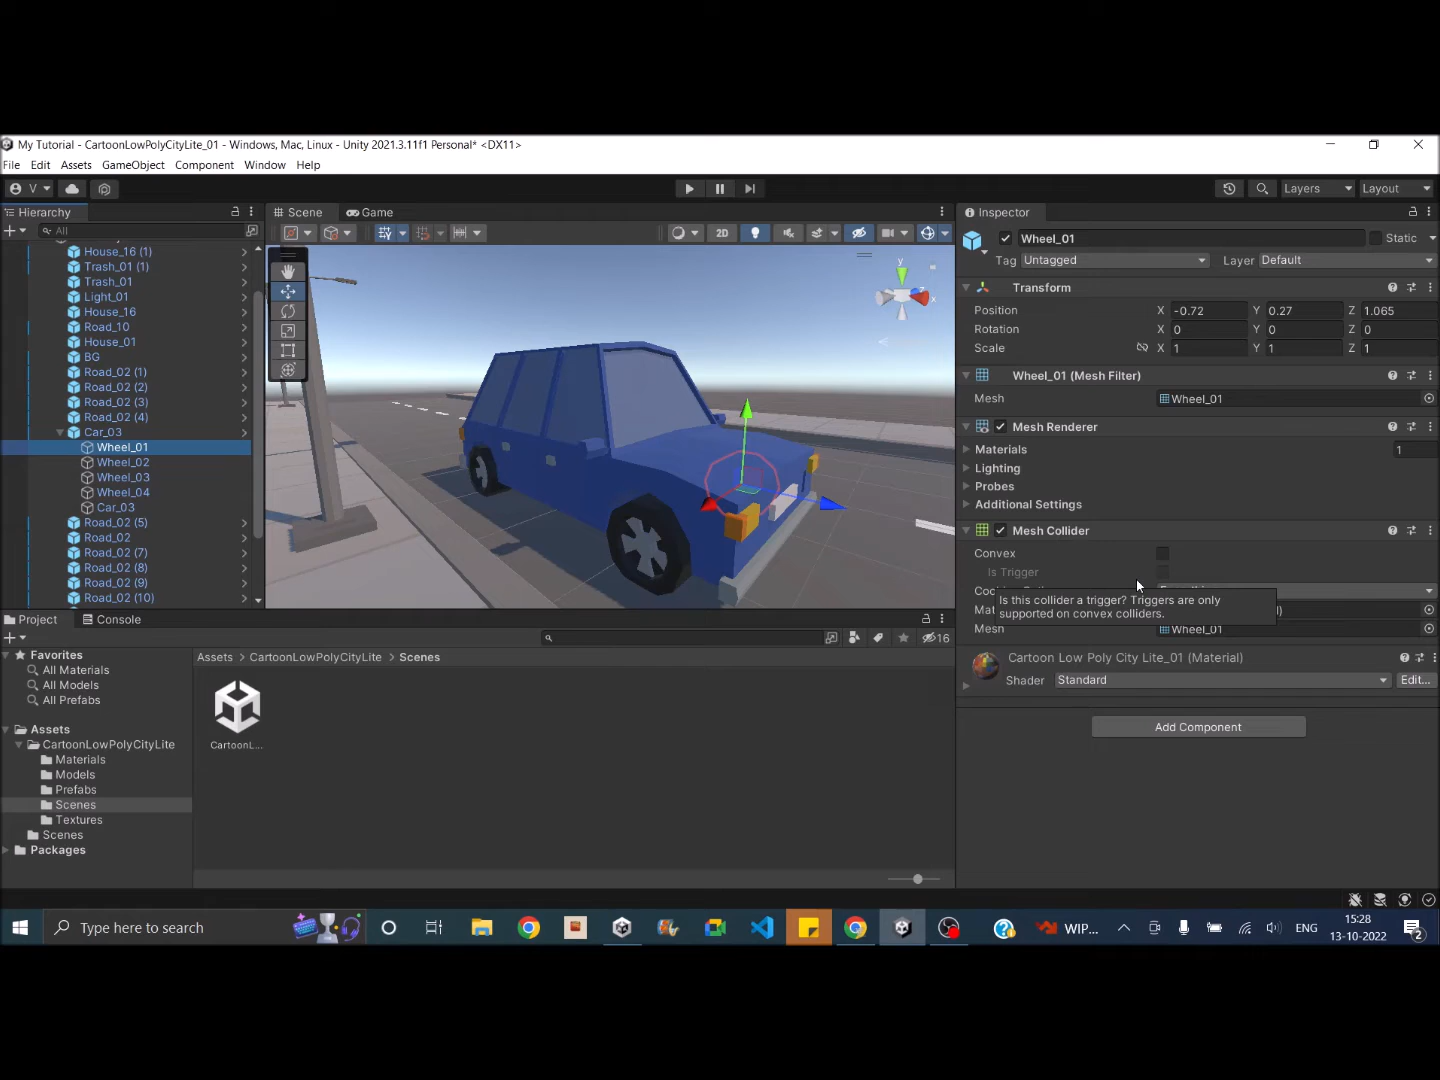 My Tutorial - CartoonLowPolyCityLite_01 - Windows, Mac, Linux - Unity 2021.3.11f1 Personal* <DX11>
File Edit Assets GameObject Component Window Help
V Layers Layout
Hierarchy
All
House_16 (1)
Trash_01 (1)
Trash_01
Light_01
House_16
Road_10
House_01
BG
Road_02 (1)
Road_02 (2)
Road_02 (3)
Road_02 (4)
Car_03
Wheel_01
Wheel_02
Wheel_03
Wheel_04
Car_03
Road_02 (5)
Road_02
Road_02 (7)
Road_02 (8)
Road_02 (9)
Road_02 (10)
Scene Game
2D
y
x
Inspector
Wheel_01 Static
Tag Untagged Layer Default
Transform
Position X -0.72 Y 0.27 Z 1.065
Rotation X 0 Y 0 Z 0
Scale X 1 Y 1 Z 1
Wheel_01 (Mesh Filter)
Mesh Wheel_01
Mesh Renderer
Materials 1
Lighting
Probes
Additional Settings
Mesh Collider
Convex
Is Trigger
Is this collider a trigger? Triggers are only
supported on convex colliders.
Mesh Wheel_01
Cartoon Low Poly City Lite_01 (Material)
Shader Standard Edit...
Add Component
Project Console
16
Favorites
All Materials
All Models
All Prefabs
Assets
CartoonLowPolyCityLite
Materials
Models
Prefabs
Scenes
Textures
Scenes
Packages
Assets > CartoonLowPolyCityLite > Scenes
CartoonL...
Type here to search
WIP...
ENG
15:28
13-10-2022
2